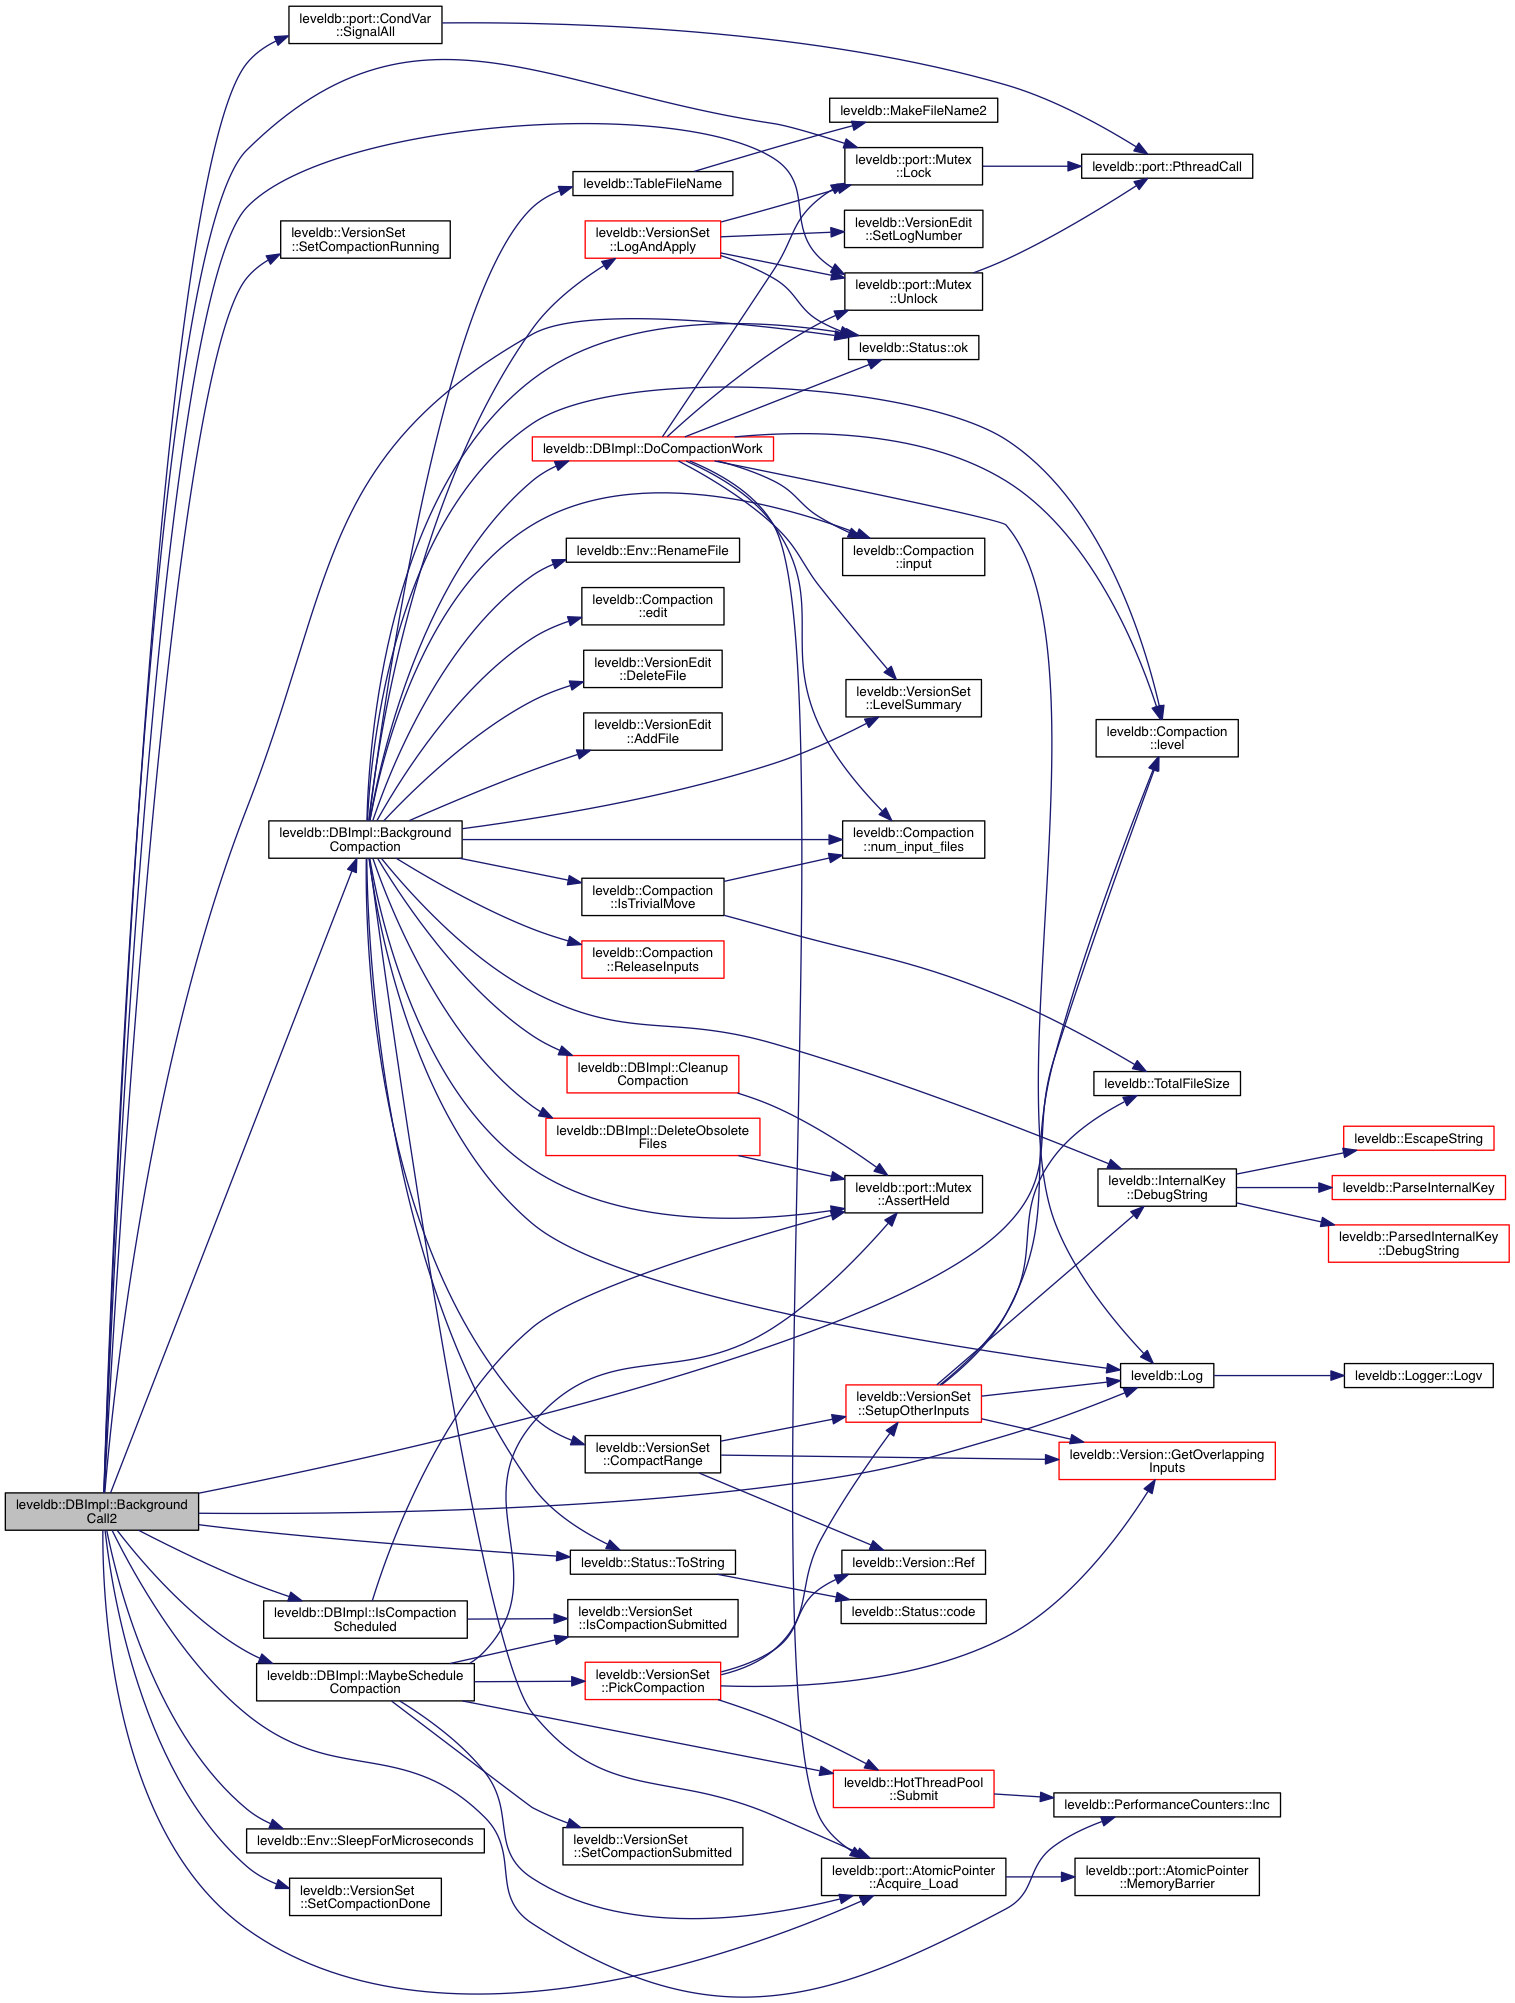 leveldb::port::CondVar
::SignalAll
leveldb::MakeFileName2
leveldb::port::Mutex
::Lock
leveldb::port::PthreadCall
leveldb::TableFileName
leveldb::VersionSet
::SetCompactionRunning
leveldb::VersionSet
::LogAndApply
leveldb::VersionEdit
::SetLogNumber
leveldb::port::Mutex
::Unlock
leveldb::Status::ok
leveldb::DBImpl::DoCompactionWork
leveldb::Env::RenameFile
leveldb::Compaction
::input
leveldb::Compaction
::edit
leveldb::VersionEdit
::DeleteFile
leveldb::VersionSet
::LevelSummary
leveldb::VersionEdit
::AddFile
leveldb::Compaction
::level
leveldb::DBImpl::Background
Compaction
leveldb::Compaction
::num_input_files
leveldb::Compaction
::IsTrivialMove
leveldb::Compaction
::ReleaseInputs
leveldb::DBImpl::Cleanup
Compaction
leveldb::TotalFileSize
leveldb::DBImpl::DeleteObsolete
Files
leveldb::EscapeString
leveldb::port::Mutex
::AssertHeld
leveldb::InternalKey
::DebugString
leveldb::ParseInternalKey
leveldb::ParsedInternalKey
::DebugString
leveldb::Log
leveldb::Logger::Logv
leveldb::VersionSet
::SetupOtherInputs
leveldb::VersionSet
::CompactRange
leveldb::Version::GetOverlapping
Inputs
leveldb::DBImpl::Background
Call2
leveldb::Status::ToString
leveldb::Version::Ref
leveldb::Status::code
leveldb::DBImpl::IsCompaction
Scheduled
leveldb::VersionSet
::IsCompactionSubmitted
leveldb::DBImpl::MaybeSchedule
Compaction
leveldb::VersionSet
::PickCompaction
leveldb::HotThreadPool
::Submit
leveldb::PerformanceCounters::Inc
leveldb::Env::SleepForMicroseconds
leveldb::VersionSet
::SetCompactionSubmitted
leveldb::port::AtomicPointer
::Acquire_Load
leveldb::port::AtomicPointer
::MemoryBarrier
leveldb::VersionSet
::SetCompactionDone